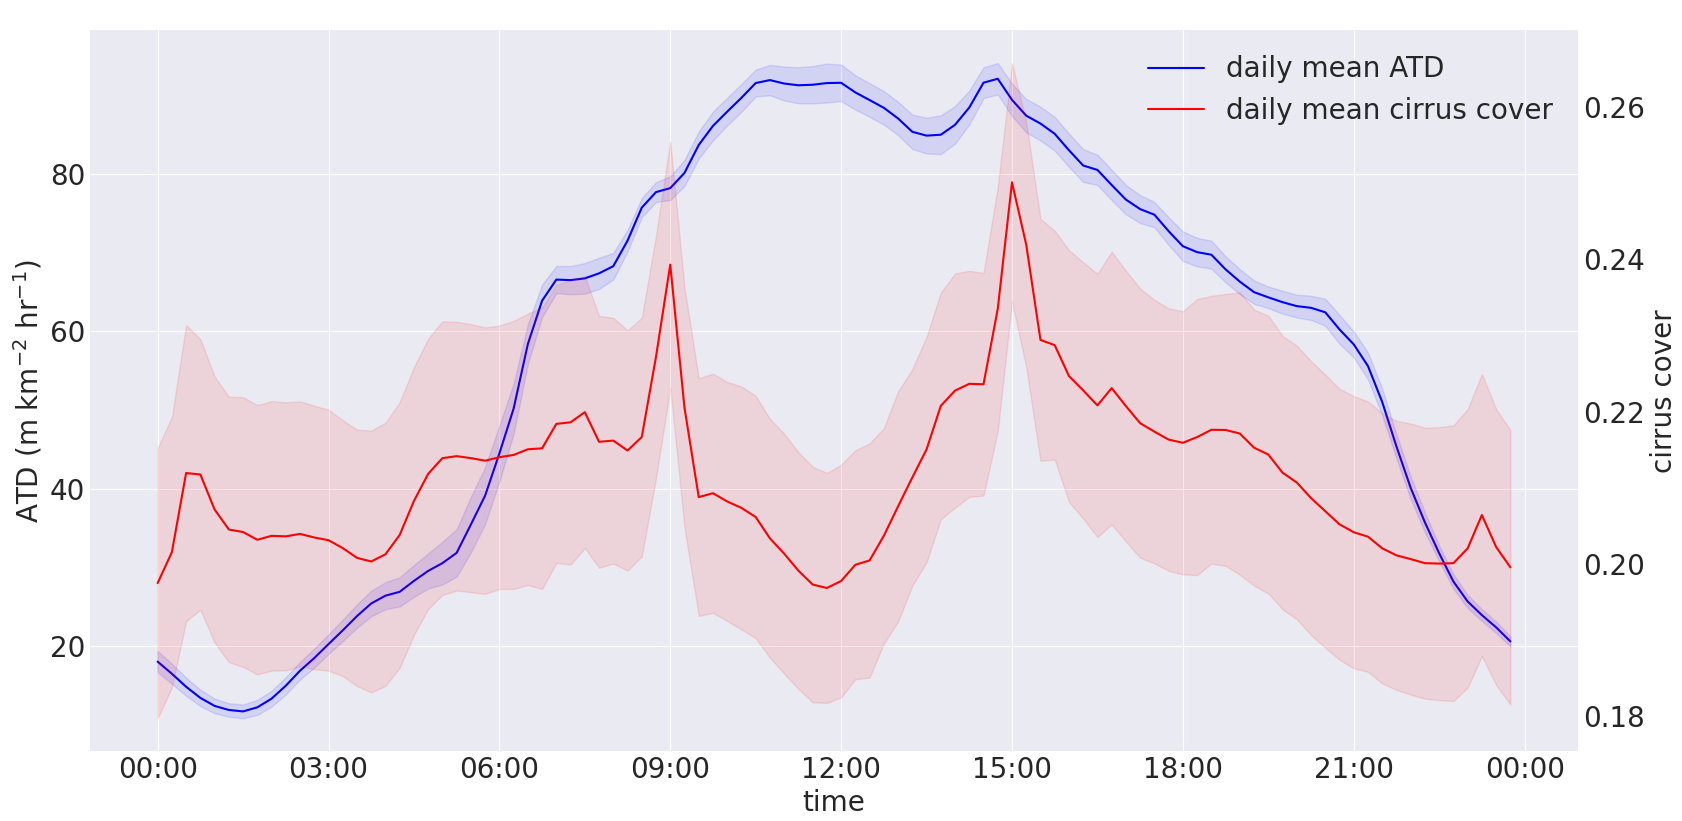 daily mean ATD
daily mean cirrus cover
80
60
40
20
ATD (m km⁻² hr⁻¹)
0.26
0.24
0.22
0.20
0.18
cirrus cover
00:00 03:00 06:00 09:00 12:00 15:00 18:00 21:00 00:00
time